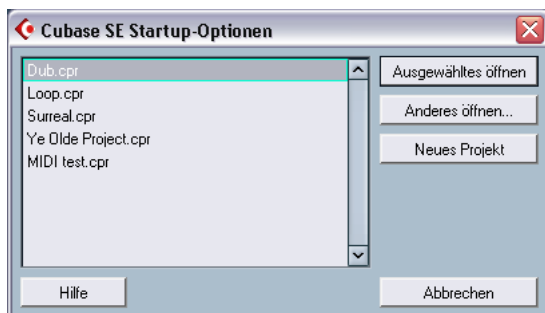 Cubase SE Startup-Optionen
Dub.cpr
Loop.cpr
Surreal.cpr
Ye Olde Project.cpr
MIDI test.cpr
Ausgewähltes öffnen
Anderes öffnen...
Neues Projekt
Hilfe
Abbrechen